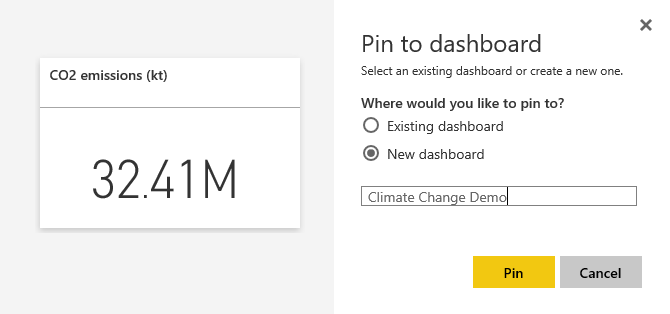 CO2 emissions (kt)
32.41M
Pin to dashboard
Select an existing dashboard or create a new one.
Where would you like to pin to?
Existing dashboard
New dashboard
Climate Change Demo
Pin
Cancel